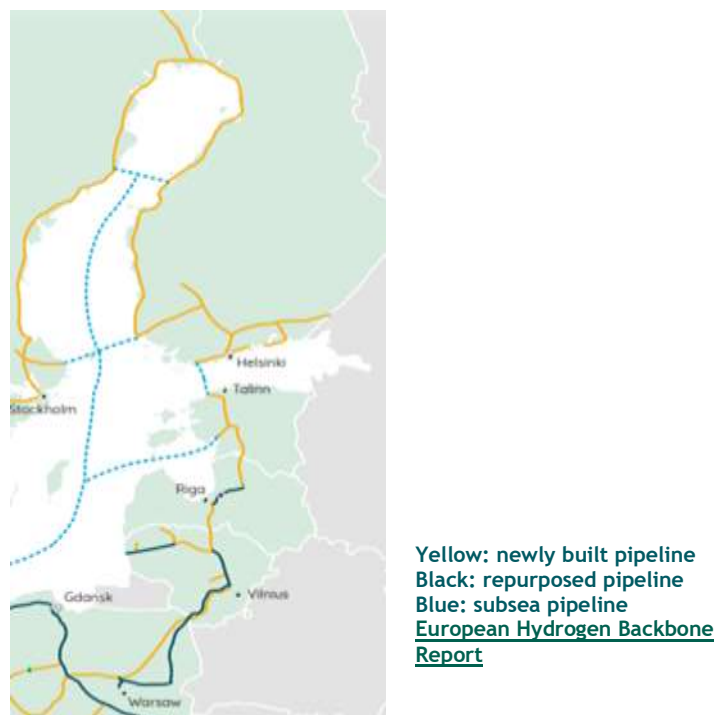 Helsinki
Talinn
Stockholm
Riga
Vilnius
Gdansk
Warsaw
Yellow: newly built pipeline
Black: repurposed pipeline
Blue: subsea pipeline
European Hydrogen Backbone
Report